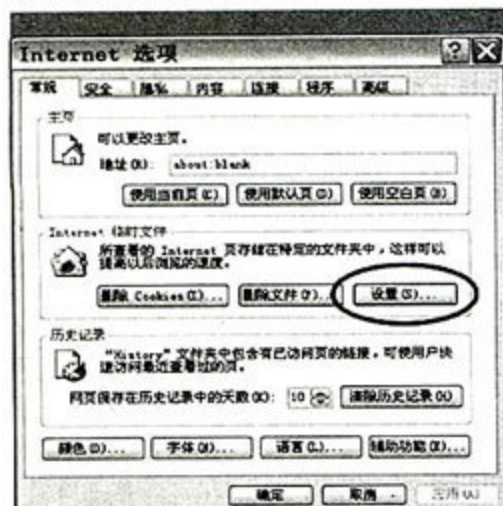 Internet 选项
常规 安全 隐私 内容 连接 程序 高级
主页
可以更改主页。
地址(R): about:blank
使用当前页(C) 使用默认页(D) 使用空白页(B)
Internet 临时文件
所查看的 Internet 页存储在特定的文件夹中，这样可以
提高以后浏览的速度。
删除 Cookies(I)... 删除文件(F)... 设置(S)...
历史记录
“History”文件夹中包含有已访问页的链接，可使用户快
速访问最近查看过的页。
网页保存在历史记录中的天数(K): 10 清除历史记录(H)
颜色(O)... 字体(N)... 语言(L)... 辅助功能(E)...
确定 取消 应用(A)